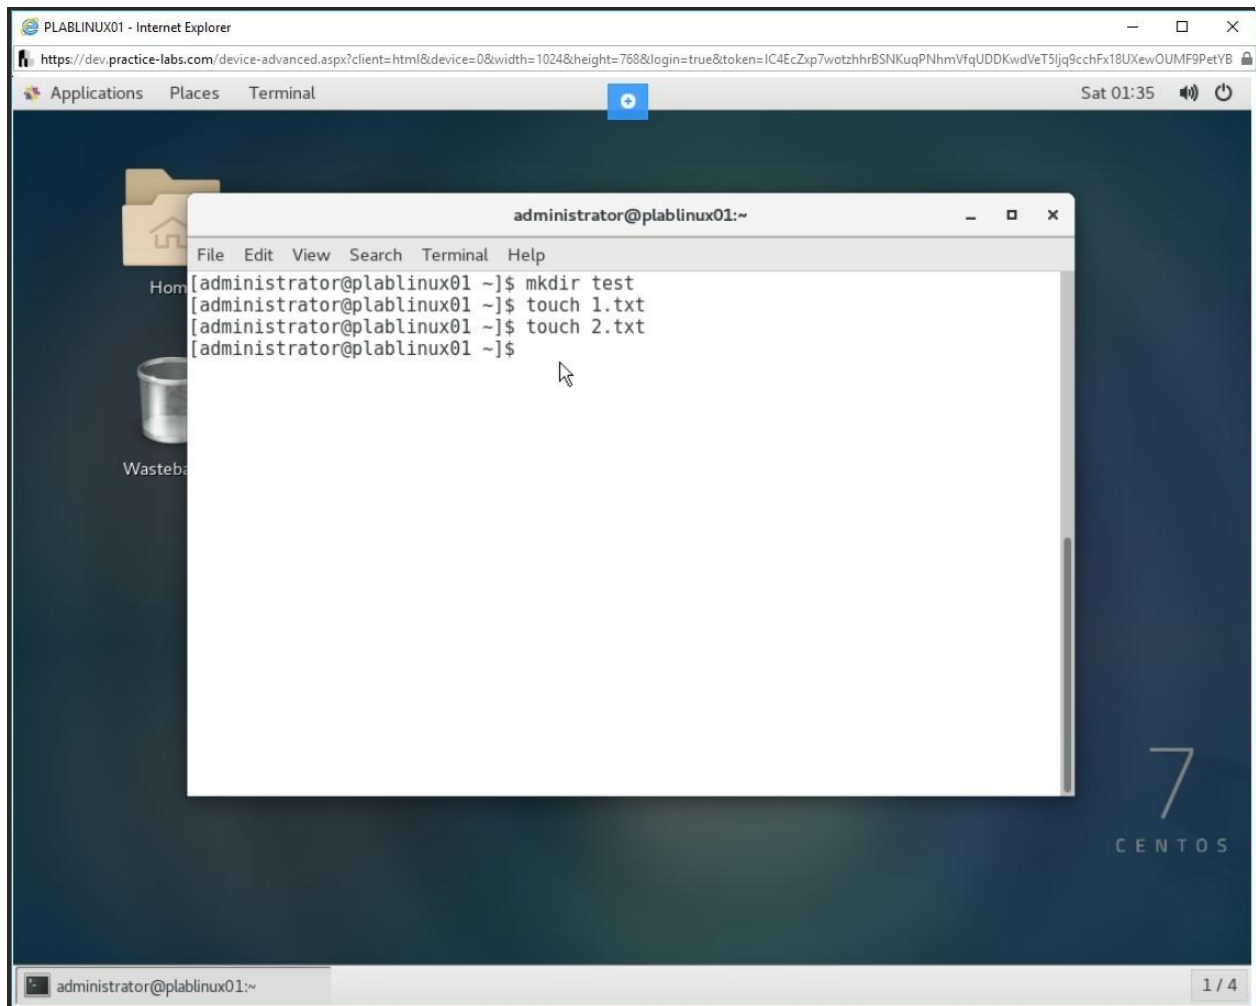 PLABLINUX01 - Internet Explorer
https://dev.practice-labs.com/device-advanced.aspx?client=html&device=0&width=1024&height=768&login=true&token=
Applications Places Terminal Sat 01:35
administrator@plablinux01:~
File Edit View Search Terminal Help
Hom
[administrator@plablinux01 ~]$ mkdir test
[administrator@plablinux01 ~]$ touch 1.txt
[administrator@plablinux01 ~]$ touch 2.txt
[administrator@plablinux01 ~]$
Wasteba
7
CENTOS
administrator@plablinux01:~ 1 / 4